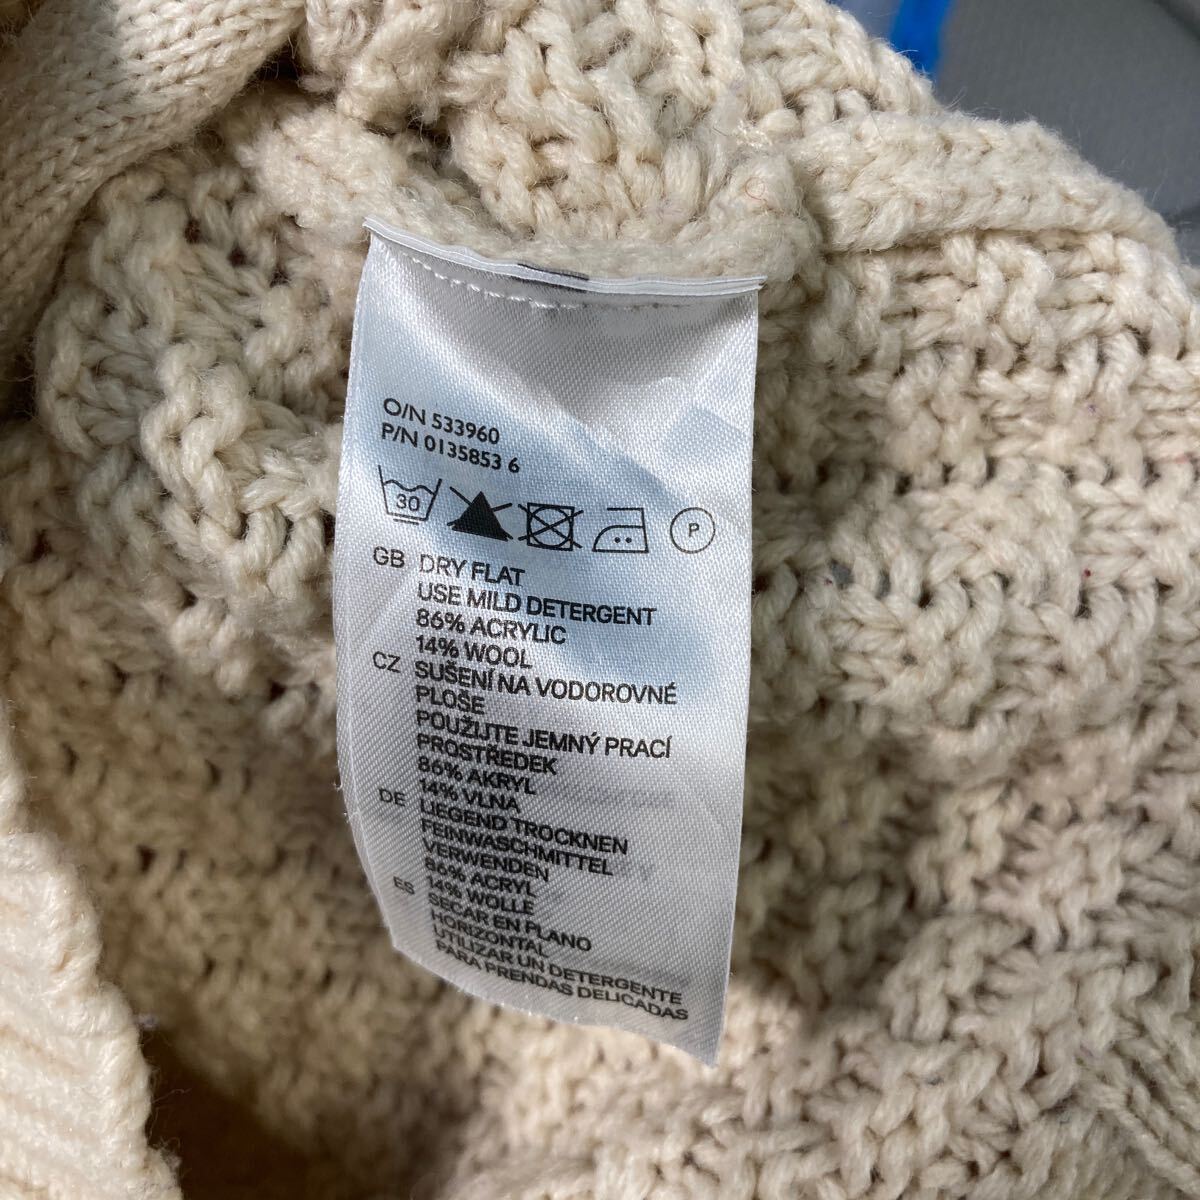 O/N 533960
P/N 0135853 6
30 P
GB DRY FLAT
USE MILD DETERGENT
86% ACRYLIC
14% WOOL
CZ SUŠENÍ NA VODOROVNÉ
PLOŠE
POUŽIJTE JEMNÝ PRACÍ
PROSTŘEDEK
86% AKRYL
14% VLNA
DE LIEGEND TROCKNEN
FEINWASCHMITTEL
VERWENDEN
86% ACRYL
14% WOLLE
ES SECAR EN PLANO
HORIZONTAL
UTILIZAR UN DETERGENTE
PARA PRENDAS DELICADAS